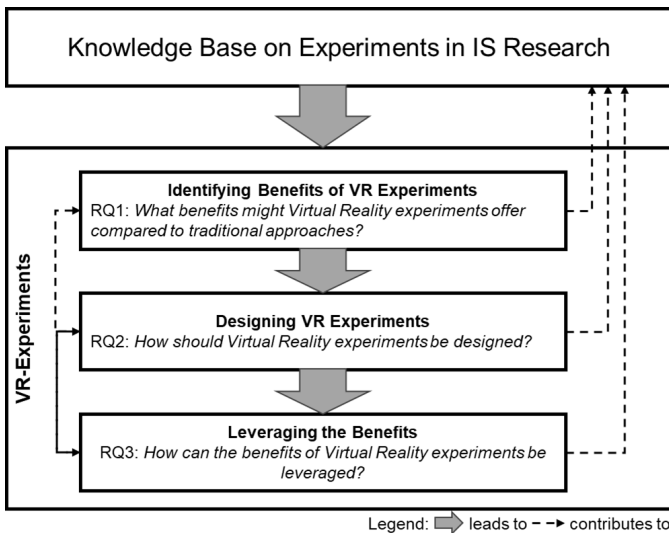 Knowledge Base on Experiments in IS Research
VR-Experiments
Identifying Benefits of VR Experiments
RQ1: What benefits might Virtual Reality experiments offer
compared to traditional approaches?
Designing VR Experiments
RQ2: How should Virtual Reality experiments be designed?
Leveraging the Benefits
RQ3: How can the benefits of Virtual Reality experiments be
leveraged?
Legend: leads to contributes to